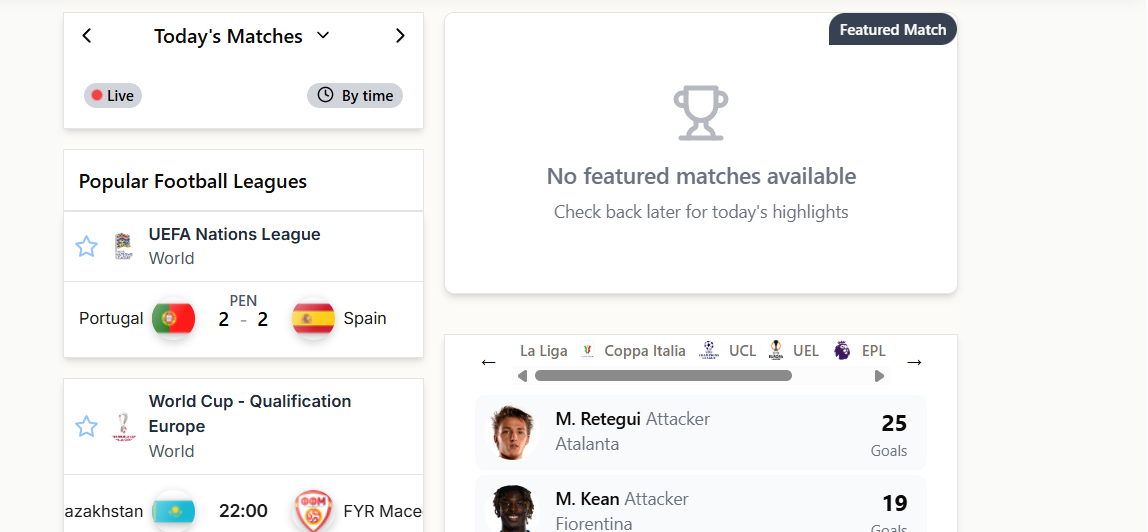 Today's Matches
Live
By time
Popular Football Leagues
UEFA Nations League
World
PEN
Portugal
2 - 2
Spain
World Cup - Qualification
Europe
World
azakhstan
22:00
FYR Mace
Featured Match
No featured matches available
Check back later for today's highlights
← La Liga Coppa Italia UCL UEL EPL →
M. Retegui Attacker
Atalanta
25
Goals
M. Kean Attacker
Fiorentina
19
Goals